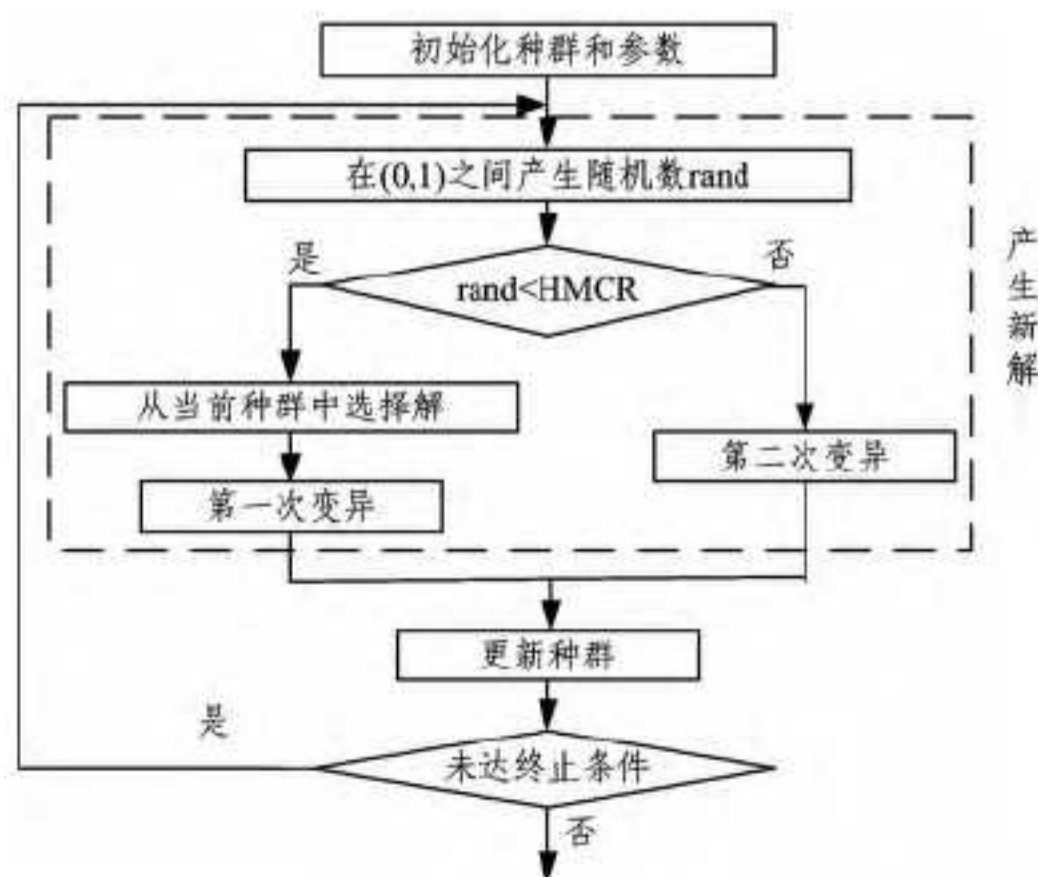 初始化种群和参数
在(0,1)之间产生随机数rand
是
否
rand<HMCR
产生新解
从当前种群中选择解
第二次变异
第一次变异
更新种群
是
未达终止条件
否